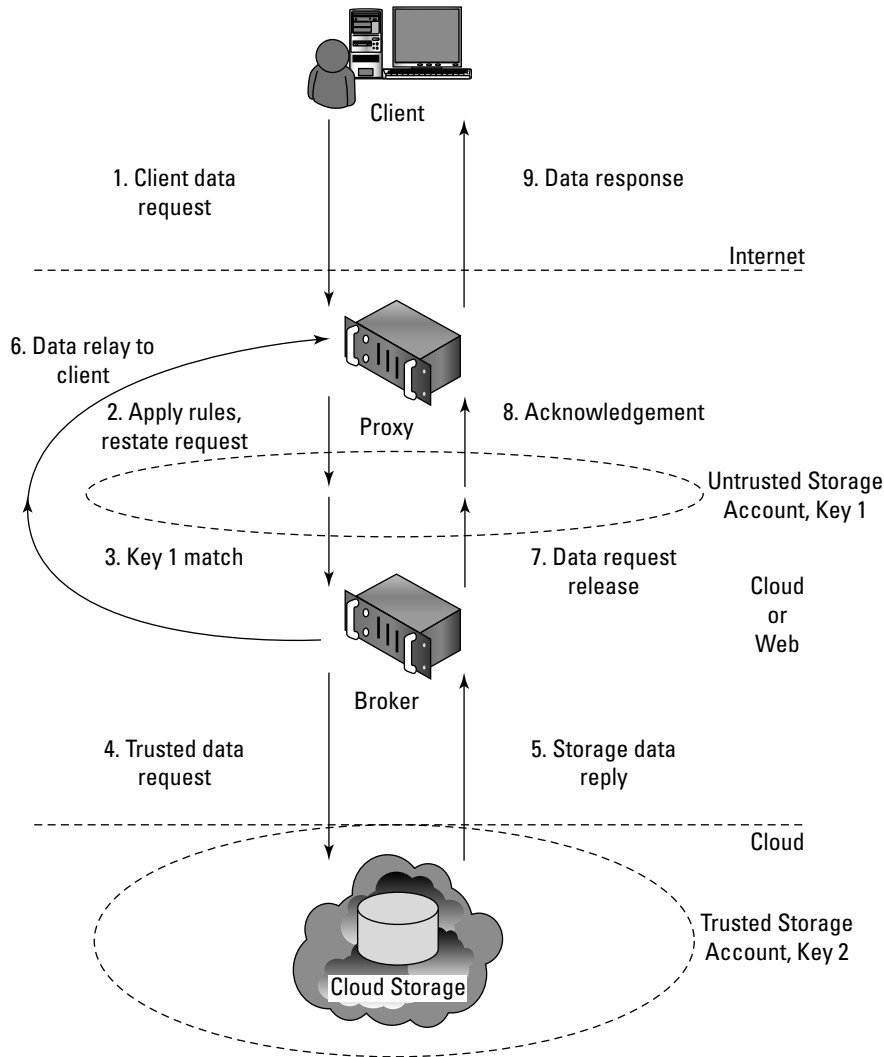 Client
1. Client data
request
9. Data response
Internet
6. Data relay to
client
2. Apply rules,
restate request
Proxy
8. Acknowledgement
Untrusted Storage
Account, Key 1
3. Key 1 match
7. Data request
release
Cloud
or
Web
Broker
4. Trusted data
request
5. Storage data
reply
Cloud
Trusted Storage
Account, Key 2
Cloud Storage